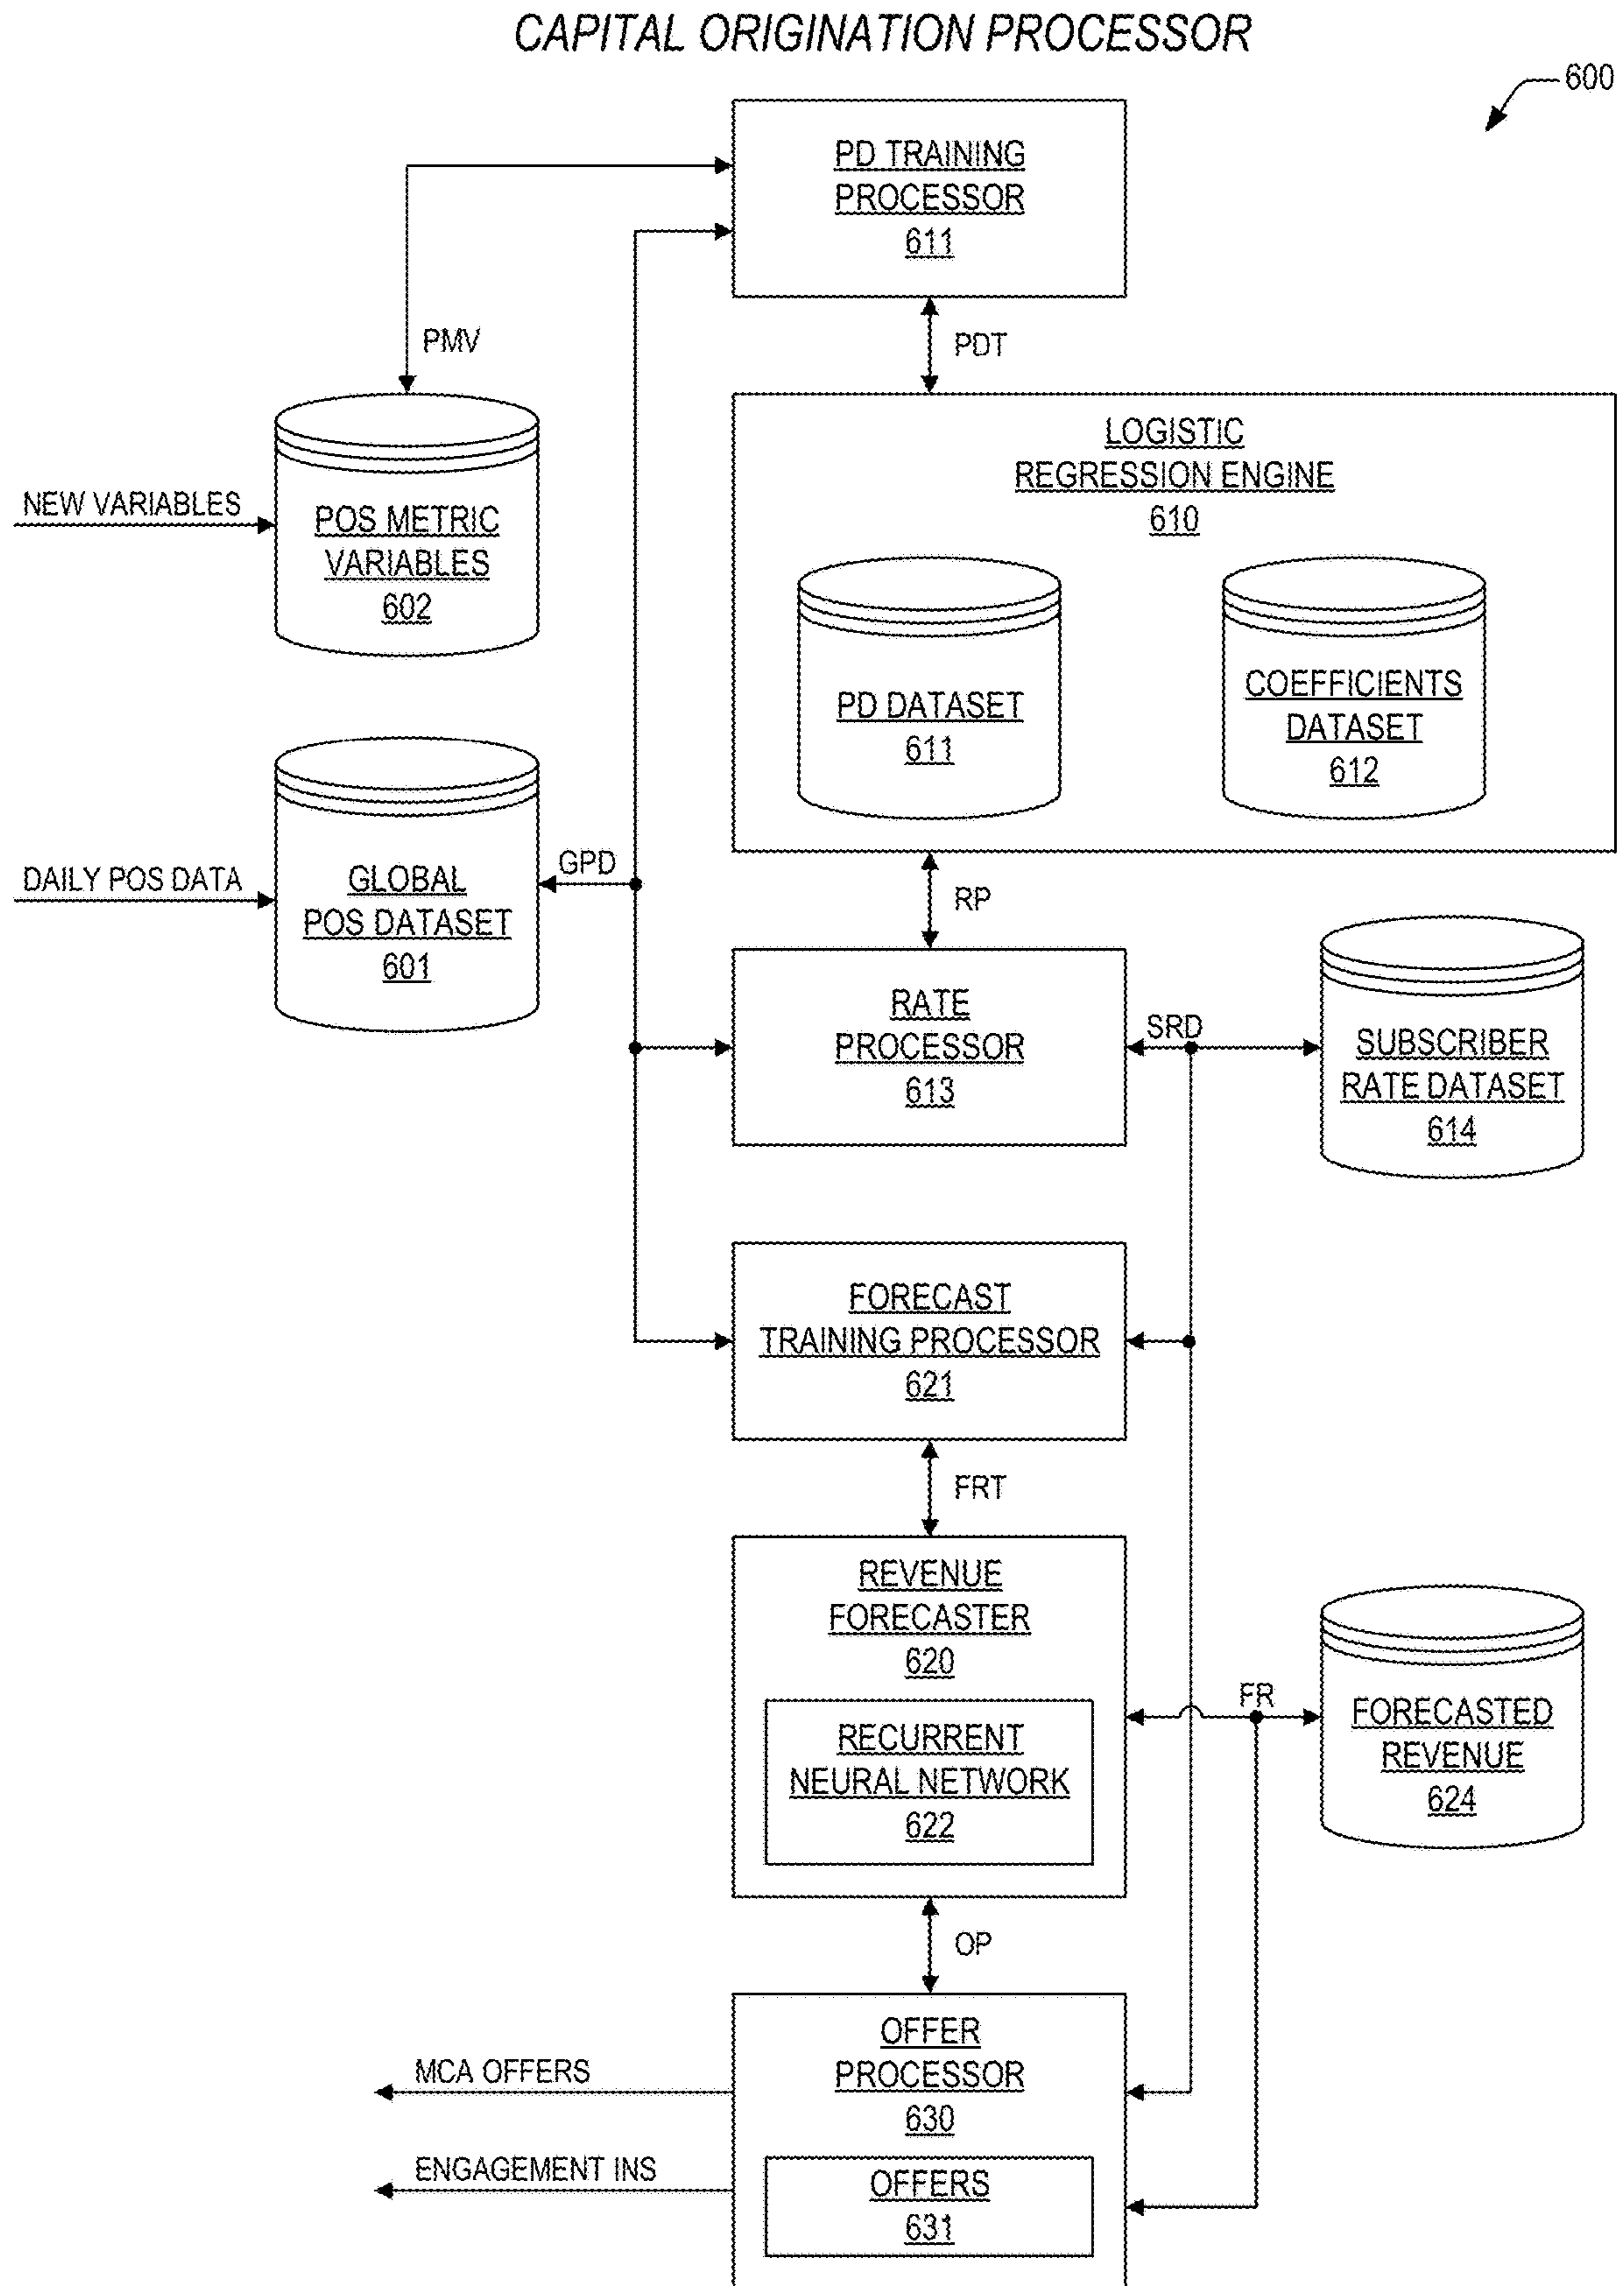 CAPITAL ORIGINATION PROCESSOR
600
PD TRAINING
PROCESSOR
611
PMV
PDT
LOGISTIC
REGRESSION ENGINE
610
NEW VARIABLES
POS METRIC
VARIABLES
602
PD DATASET
611
COEFFICIENTS
DATASET
612
DAILY POS DATA
GLOBAL
POS DATASET
601
GPD
RP
RATE
PROCESSOR
613
SRD
SUBSCRIBER
RATE DATASET
614
FORECAST
TRAINING PROCESSOR
621
FRT
REVENUE
FORECASTER
620
RECURRENT
NEURAL NETWORK
622
FR
FORECASTED
REVENUE
624
OP
OFFER
PROCESSOR
630
MCA OFFERS
ENGAGEMENT INS
OFFERS
631